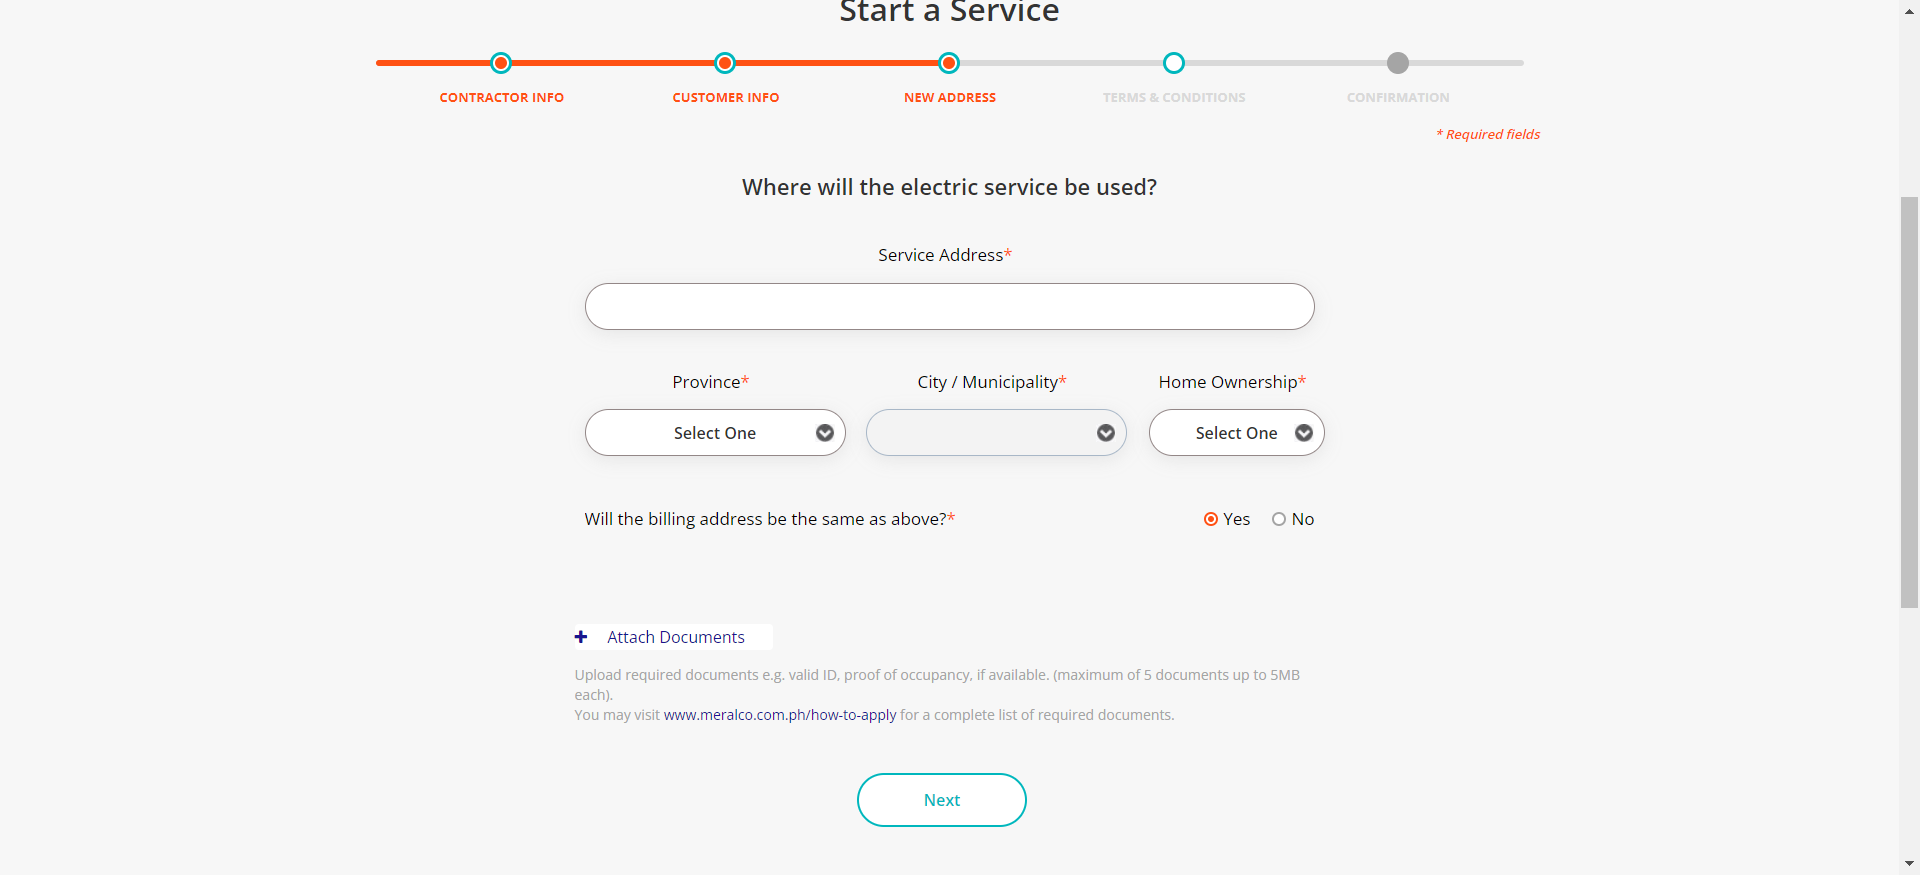 Start a Service
CONTRACTOR INFO
CUSTOMER INFO
NEW ADDRESS
TERMS & CONDITIONS
CONFIRMATION
* Required fields
Where will the electric service be used?
Service Address*
Province*
City / Municipality*
Home Ownership*
Select One
Select One
Will the billing address be the same as above?*
Yes
No
Attach Documents
Upload required documents e.g. valid ID, proof of occupancy, if available. (maximum of 5 documents up to 5MB
each).
You may visit www.meralco.com.ph/how-to-apply for a complete list of required documents.
Next